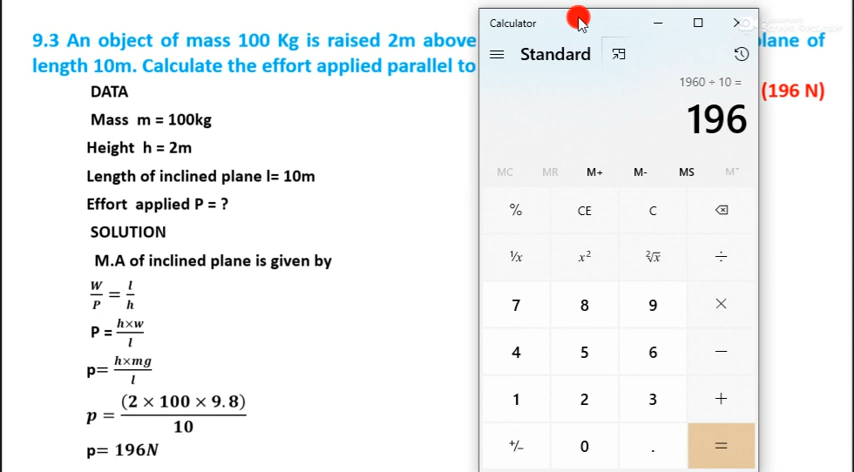 9.3 An object of mass 100 Kg is raised 2m above
plane of
length 10m. Calculate the effort applied parallel to
(196 N)
DATA
Mass m = 100kg
Height h = 2m
Length of inclined plane l= 10m
Effort applied P = ?
SOLUTION
M.A of inclined plane is given by
W/P = l/h
P = h×w/l
p= h×mg/l
p = (2 × 100 × 9.8)/10
p= 196N
Calculator
Standard
1960 ÷ 10 =
196
MC MR M+ M- MS M˅
% CE C
¹/x x² ²√x ÷
7 8 9 ×
4 5 6 −
1 2 3 +
+/− 0 . =